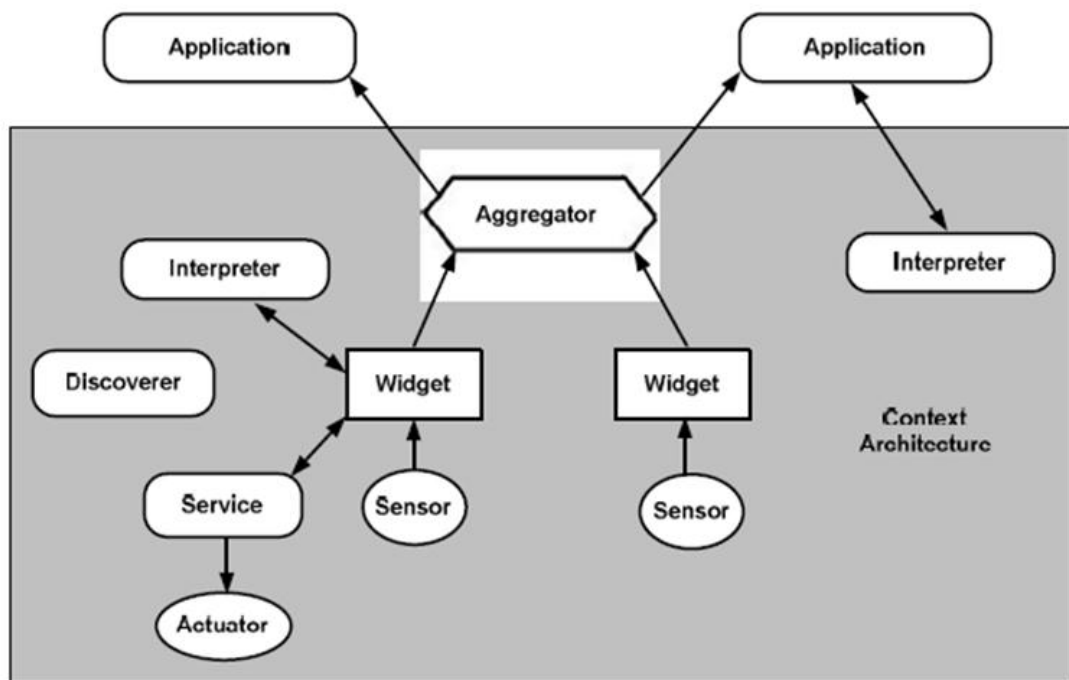 Application
Application
Aggregator
Interpreter
Interpreter
Discoverer
Widget
Widget
Context
Architecture
Service
Sensor
Sensor
Actuator